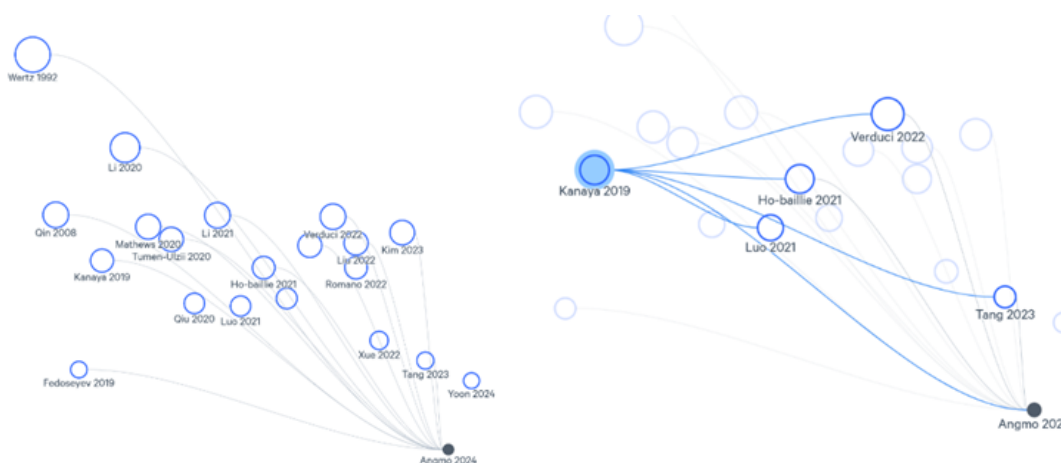 Wertz 1992
Li 2020
Qin 2008
Mathews 2020
Tumen-Ulzii 2020
Li 2021
Verduci 2022
Kim 2023
Kanaya 2019
Ho-baillie 2021
Romano 2022
Qiu 2020
Luo 2021
Xue 2022
Tang 2023
Fedoseyev 2019
Yoon 2024
Angmo 2024
Verduci 2022
Kanaya 2019
Ho-baillie 2021
Luo 2021
Tang 2023
Angmo 202